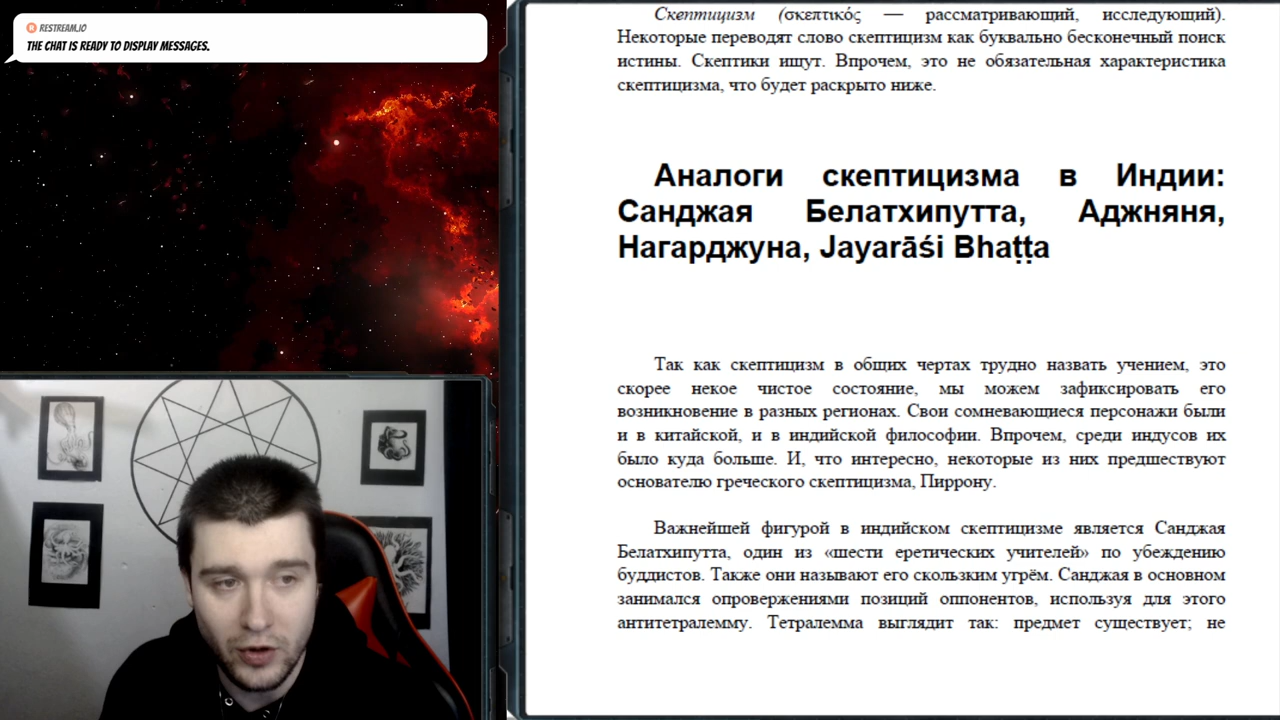 RESTREAM.IO
THE CHAT IS READY TO DISPLAY MESSAGES.
Скептицизм (σκεπτικός — рассматривающий, исследующий).
Некоторые переводят слово скептицизм как буквально бесконечный поиск
истины. Скептики ищут. Впрочем, это не обязательная характеристика
скептицизма, что будет раскрыто ниже.
Аналоги скептицизма в Индии:
Санджая Белатхипутта, Аджняня,
Нагарджуна, Jayarāśi Bhaṭṭa
Так как скептицизм в общих чертах трудно назвать учением, это
скорее некое чистое состояние, мы можем зафиксировать его
возникновение в разных регионах. Свои сомневающиеся персонажи были
и в китайской, и в индийской философии. Впрочем, среди индусов их
было куда больше. И, что интересно, некоторые из них предшествуют
основателю греческого скептицизма, Пиррону.
Важнейшей фигурой в индийском скептицизме является Санджая
Белатхипутта, один из «шести еретических учителей» по убеждению
буддистов. Также они называют его скользким угрём. Санджая в основном
занимался опровержениями позиций оппонентов, используя для этого
антитетралемму. Тетралемма выглядит так: предмет существует; не